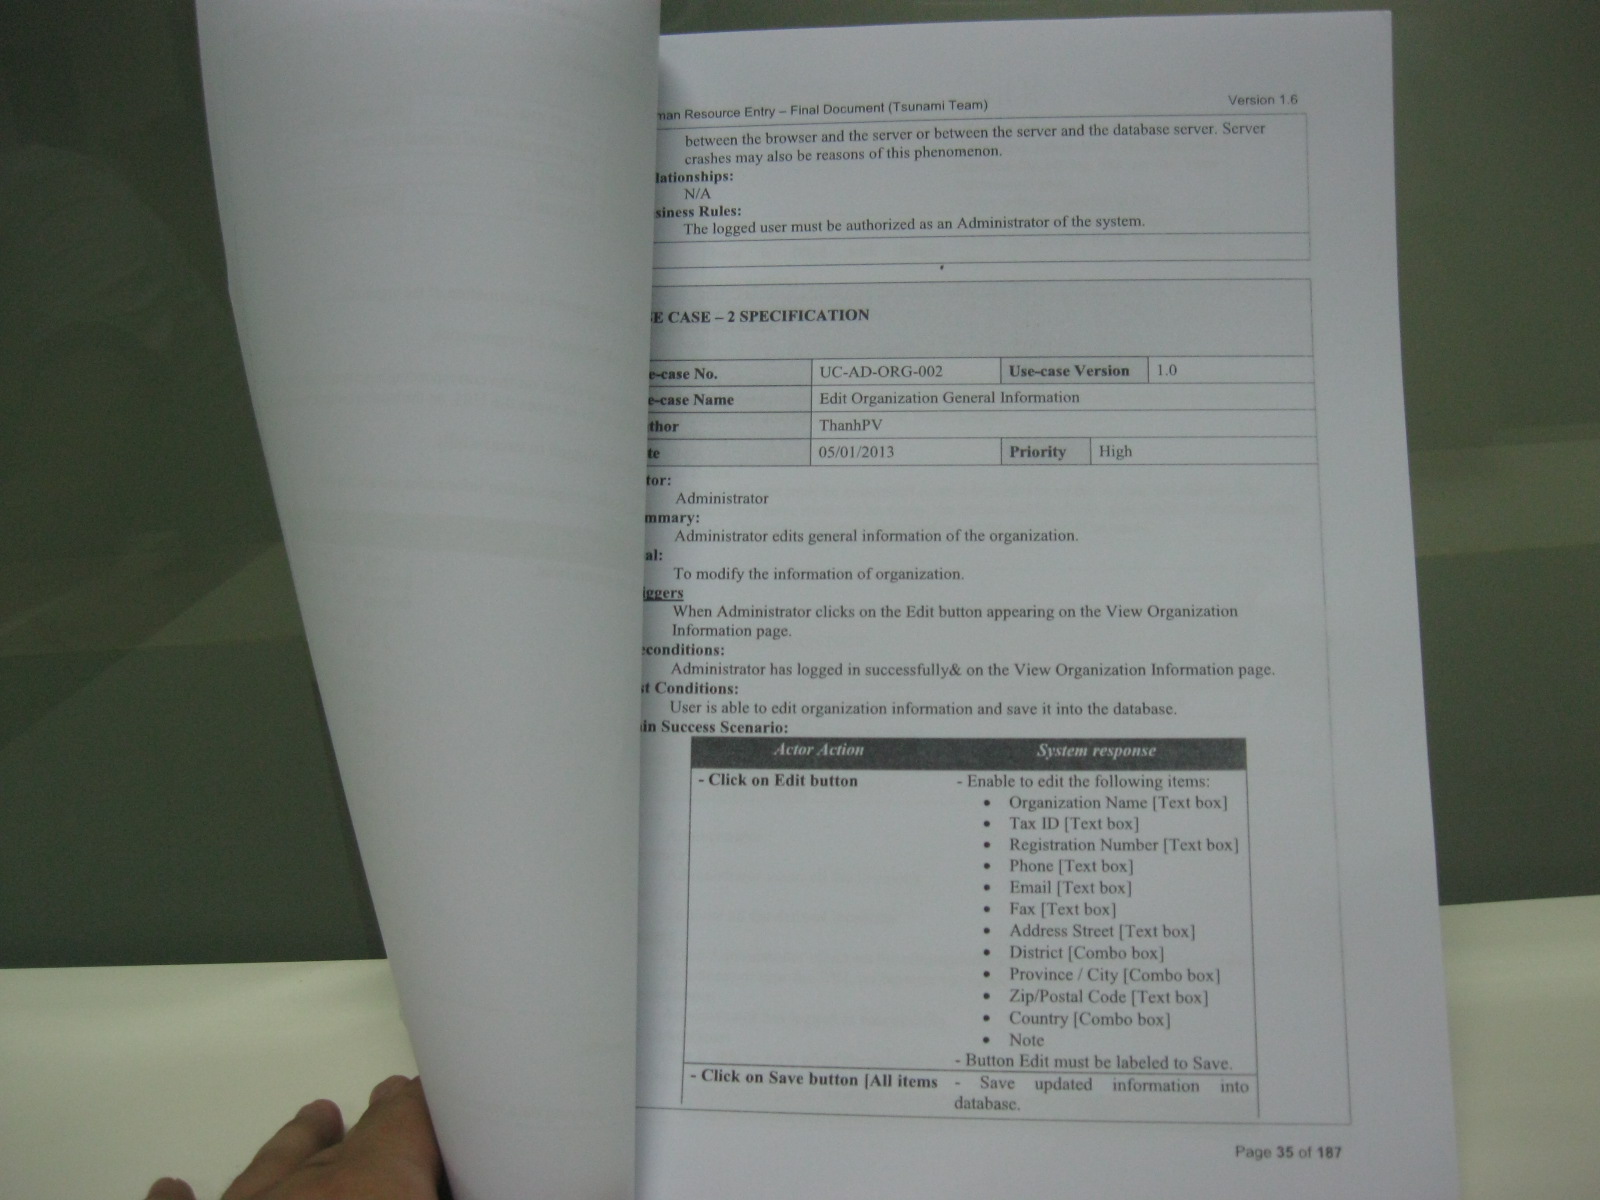 man Resource Entry – Final Document (Tsunami Team) Version 1.6
between the browser and the server or between the server and the database server. Server
crashes may also be reasons of this phenomenon.
lationships:
N/A
siness Rules:
The logged user must be authorized as an Administrator of the system.
E CASE – 2 SPECIFICATION
e-case No. UC-AD-ORG-002 Use-case Version 1.0
e-case Name Edit Organization General Information
thor ThanhPV
te 05/01/2013 Priority High
tor:
Administrator
mmary:
Administrator edits general information of the organization.
al:
To modify the information of organization.
iggers
When Administrator clicks on the Edit button appearing on the View Organization
Information page.
econditions:
Administrator has logged in successfully& on the View Organization Information page.
t Conditions:
User is able to edit organization information and save it into the database.
in Success Scenario:
Actor Action System response
- Click on Edit button - Enable to edit the following items:
• Organization Name [Text box]
• Tax ID [Text box]
• Registration Number [Text box]
• Phone [Text box]
• Email [Text box]
• Fax [Text box]
• Address Street [Text box]
• District [Combo box]
• Province / City [Combo box]
• Zip/Postal Code [Text box]
• Country [Combo box]
• Note
- Button Edit must be labeled to Save.
- Click on Save button [All items - Save updated information into
database.
Page 35 of 187